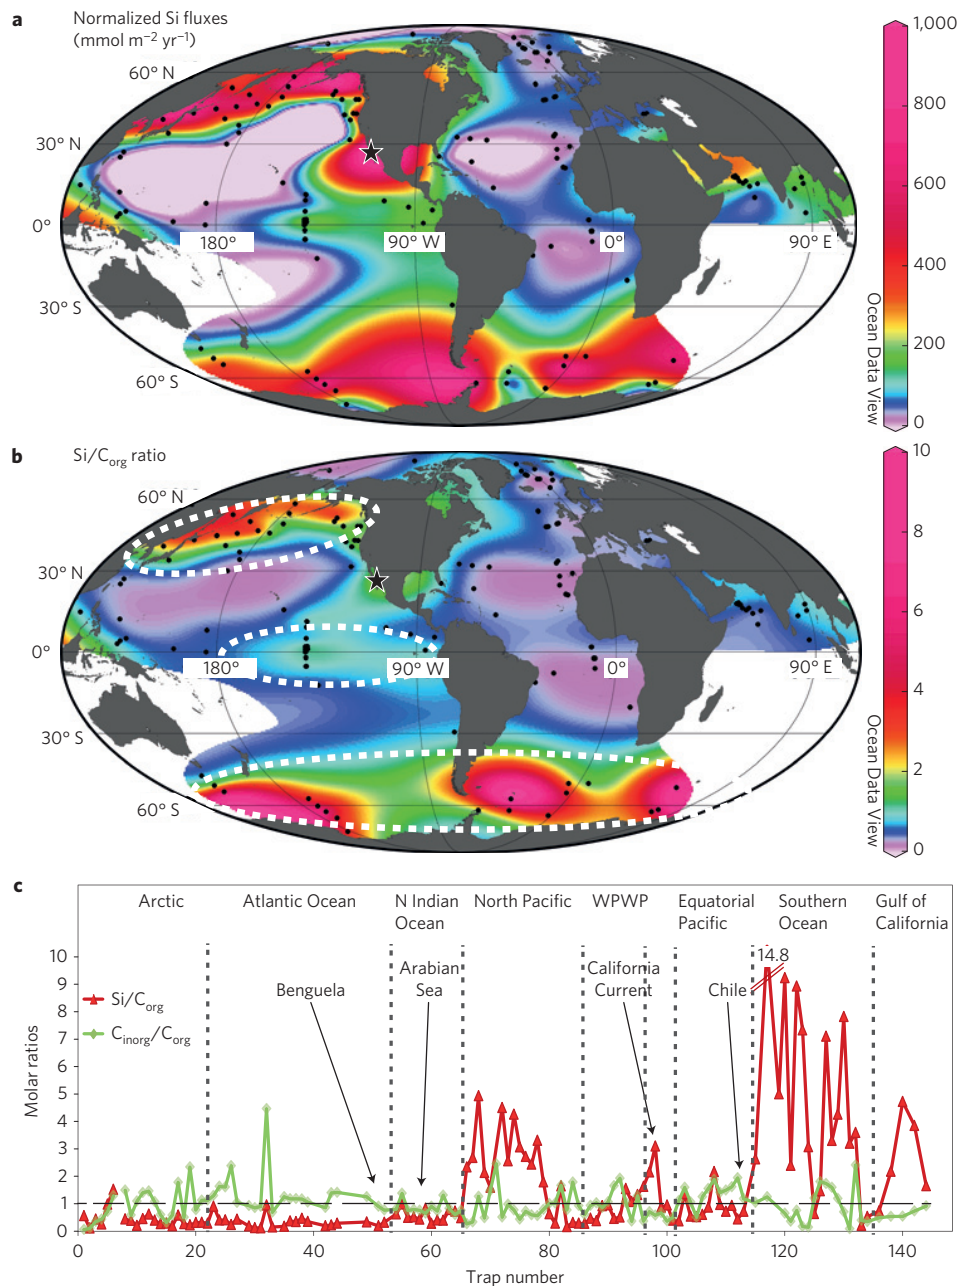 a
Normalized Si fluxes
(mmol m⁻² yr⁻¹)
1,000
800
600
400
200
0
Ocean Data View
60° N
30° N
0°
30° S
60° S
180°
90° W
0°
90° E
b
Si/Corg ratio
10
8
6
4
2
0
Ocean Data View
60° N
30° N
0°
30° S
60° S
180°
90° W
0°
90° E
c
Arctic
Atlantic Ocean
N Indian
Ocean
North Pacific
WPWP
Equatorial
Pacific
Southern
Ocean
Gulf of
California
14.8
Benguela
Arabian
Sea
California
Current
Chile
Si/Corg
Cinorg/Corg
Molar ratios
10
9
8
7
6
5
4
3
2
1
0
0
20
40
60
80
100
120
140
Trap number